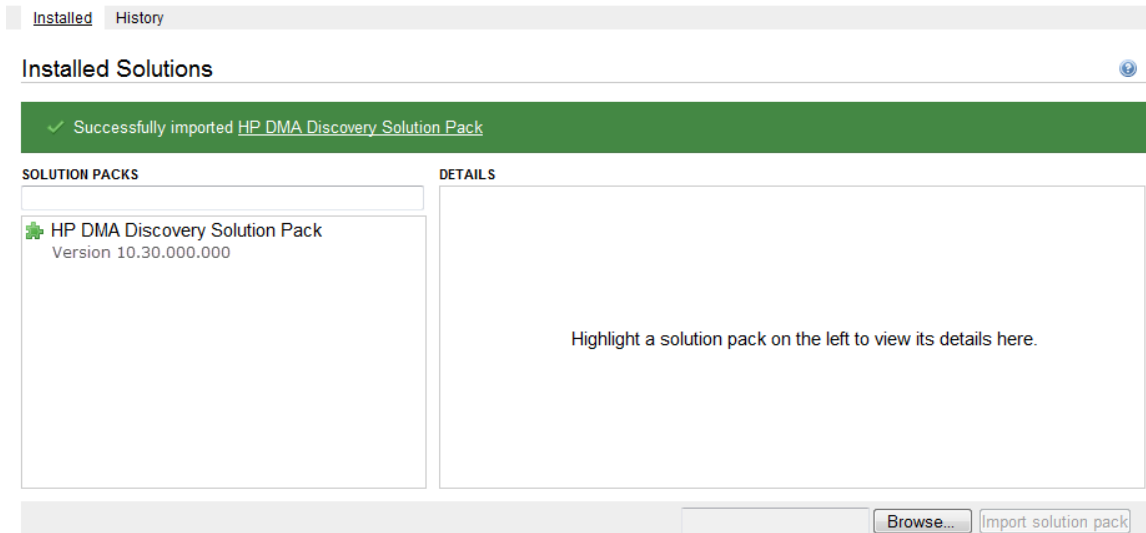 Installed History
Installed Solutions
Successfully imported HP DMA Discovery Solution Pack
SOLUTION PACKS
DETAILS
HP DMA Discovery Solution Pack
Version 10.30.000.000
Highlight a solution pack on the left to view its details here.
Browse... Import solution pack